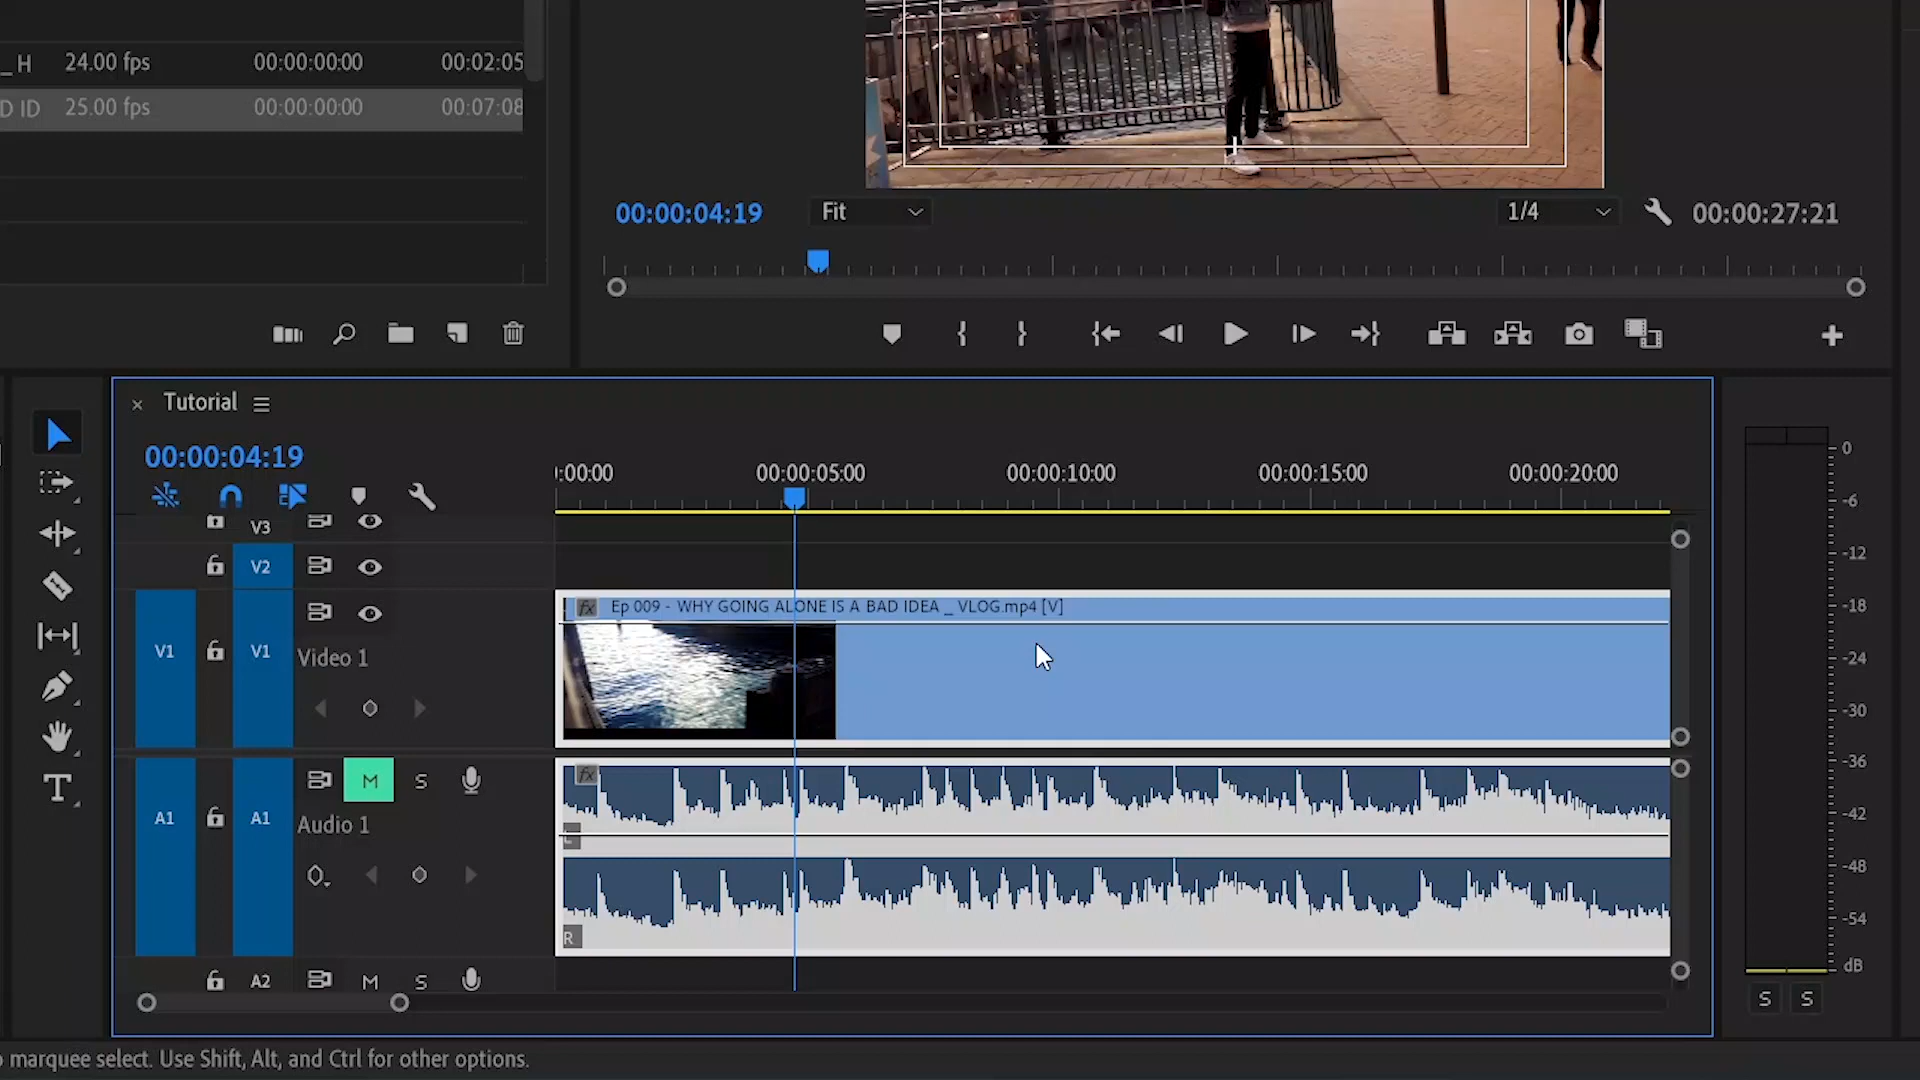 _ H 24.00 fps 00:00:00:00 00:02:05
D ID 25.00 fps 00:00:00:00 00:07:08
00:00:04:19 Fit 1/4 00:00:27:21
Tutorial
00:00:04:19
:00:00 00:00:05:00 00:00:10:00 00:00:15:00 00:00:20:00
V3
V2
fx Ep 009 - WHY GOING ALONE IS A BAD IDEA _ VLOG.mp4 [V]
V1 V1 Video 1
fx
M S
A1 A1 Audio 1
L
R
A2 M S
0
-6
-12
-18
-24
-30
-36
-42
-48
-54
dB
S S
marquee select. Use Shift, Alt, and Ctrl for other options.